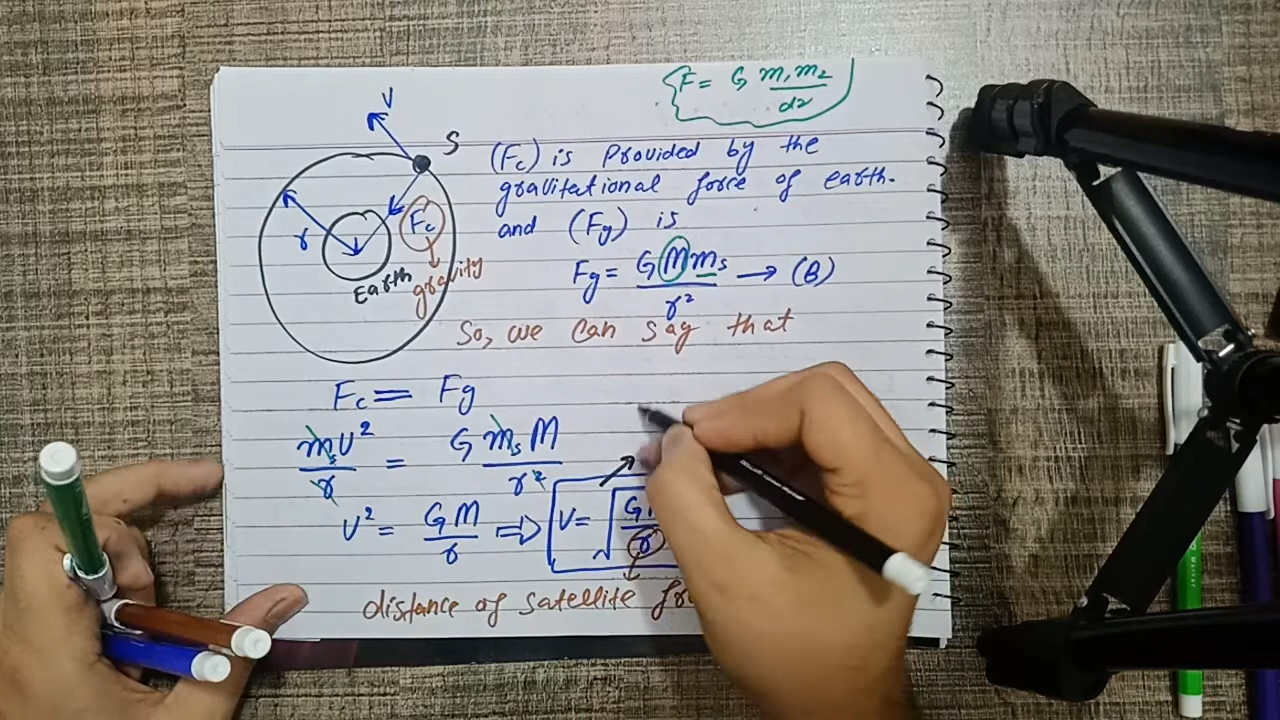 F = G m₁m₂/d²
V
S
r
Fc
Earth
gravity
(Fc) is provided by the
gravitational force of earth.
and (Fg) is
Fg = G M ms/r² → (B)
So, we can say that
Fc = Fg
ms v²/r = G ms M/r²
v² = GM/r ⇒ V = √G
r
distance of satellite